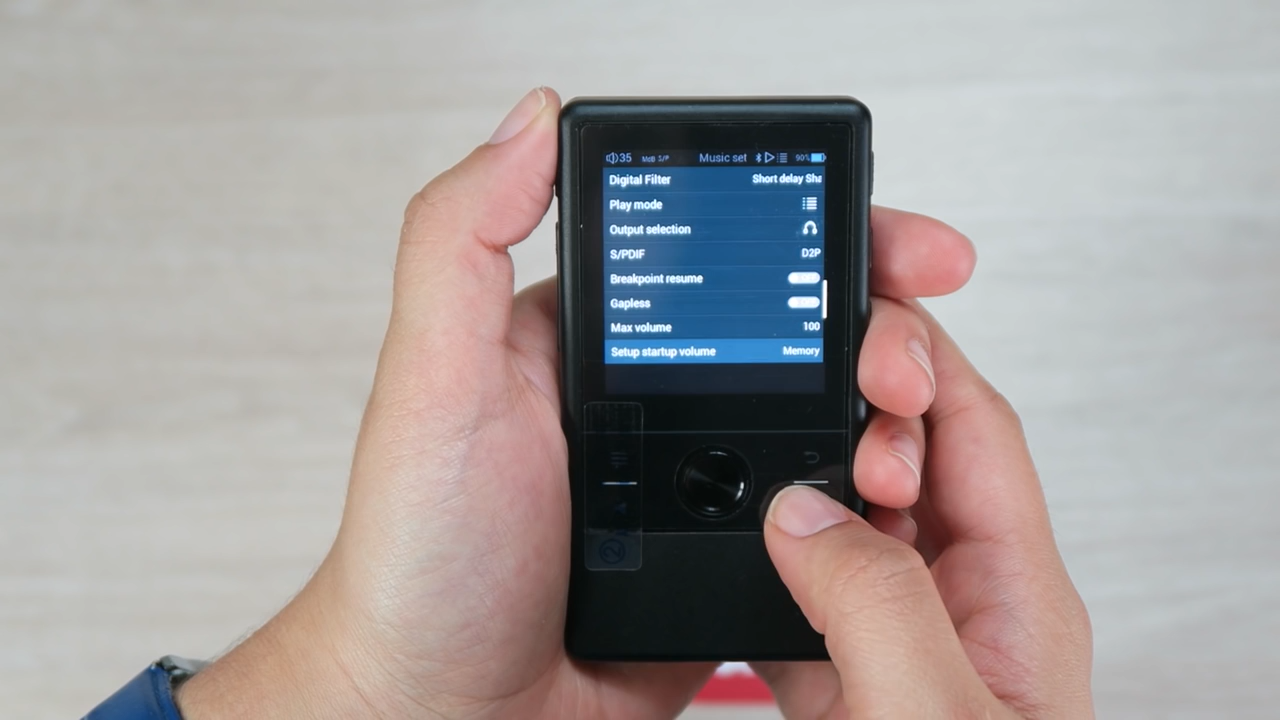 35 Music set 90%
Digital Filter Short delay Sha
Play mode
Output selection
S/PDIF D2P
Breakpoint resume
Gapless
Max volume 100
Setup startup volume Memory
2